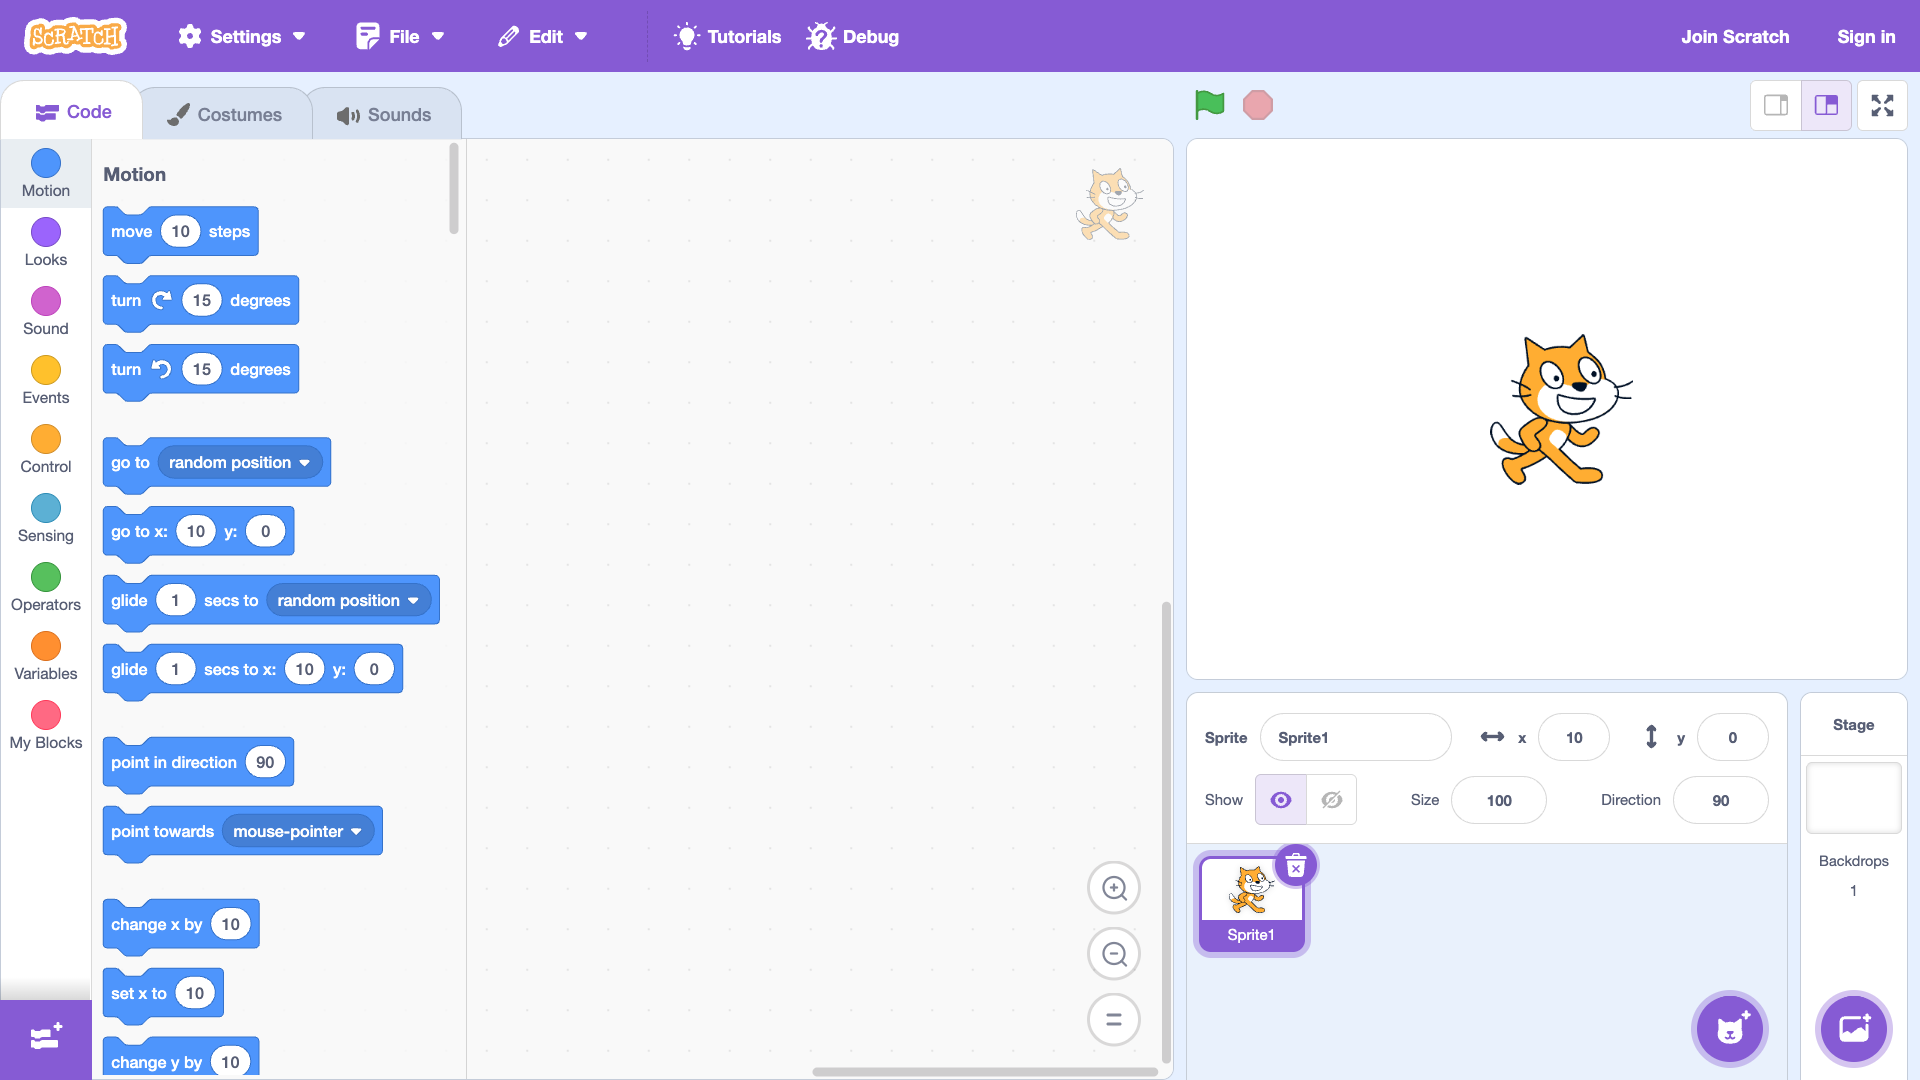 SCRATCH Settings File Edit Tutorials Debug Join Scratch Sign in
Code Costumes Sounds
Motion
Looks
Sound
Events
Control
Sensing
Operators
Variables
My Blocks
Motion
move 10 steps
turn 15 degrees
turn 15 degrees
go to random position
go to x: 10 y: 0
glide 1 secs to random position
glide 1 secs to x: 10 y: 0
point in direction 90
point towards mouse-pointer
change x by 10
set x to 10
change y by 10
Sprite Sprite1 x 10 y 0
Show Size 100 Direction 90
Sprite1
Stage
Backdrops
1